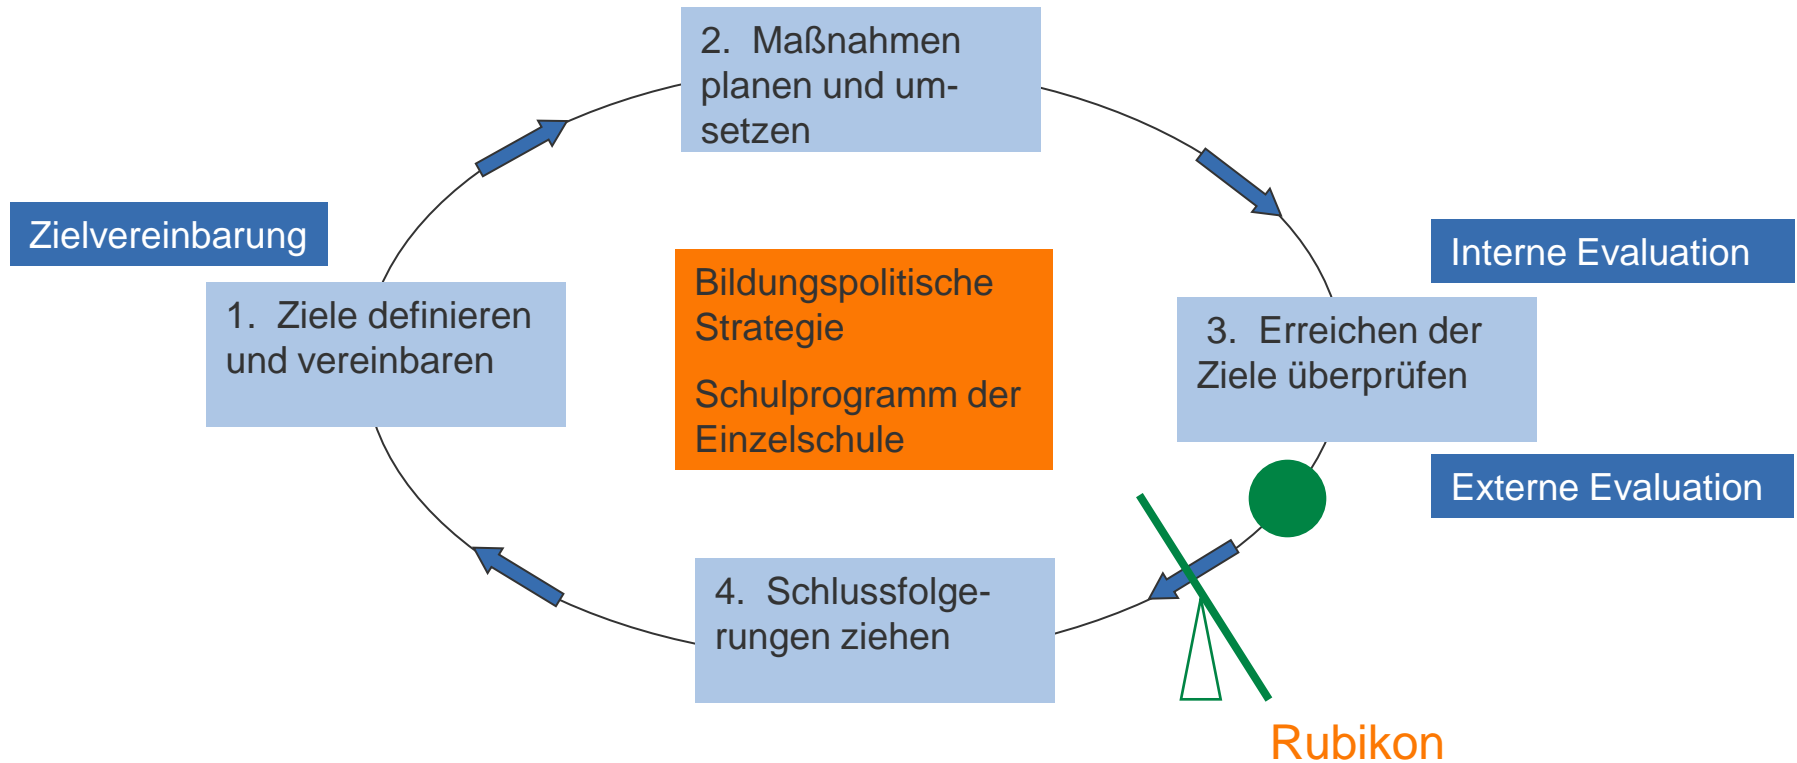 2. Maßnahmen
planen und um-
setzen
Zielvereinbarung
Interne Evaluation
1. Ziele definieren
und vereinbaren
Bildungspolitische
Strategie
Schulprogramm der
Einzelschule
3. Erreichen der
Ziele überprüfen
Externe Evaluation
4. Schlussfolge-
rungen ziehen
Rubikon